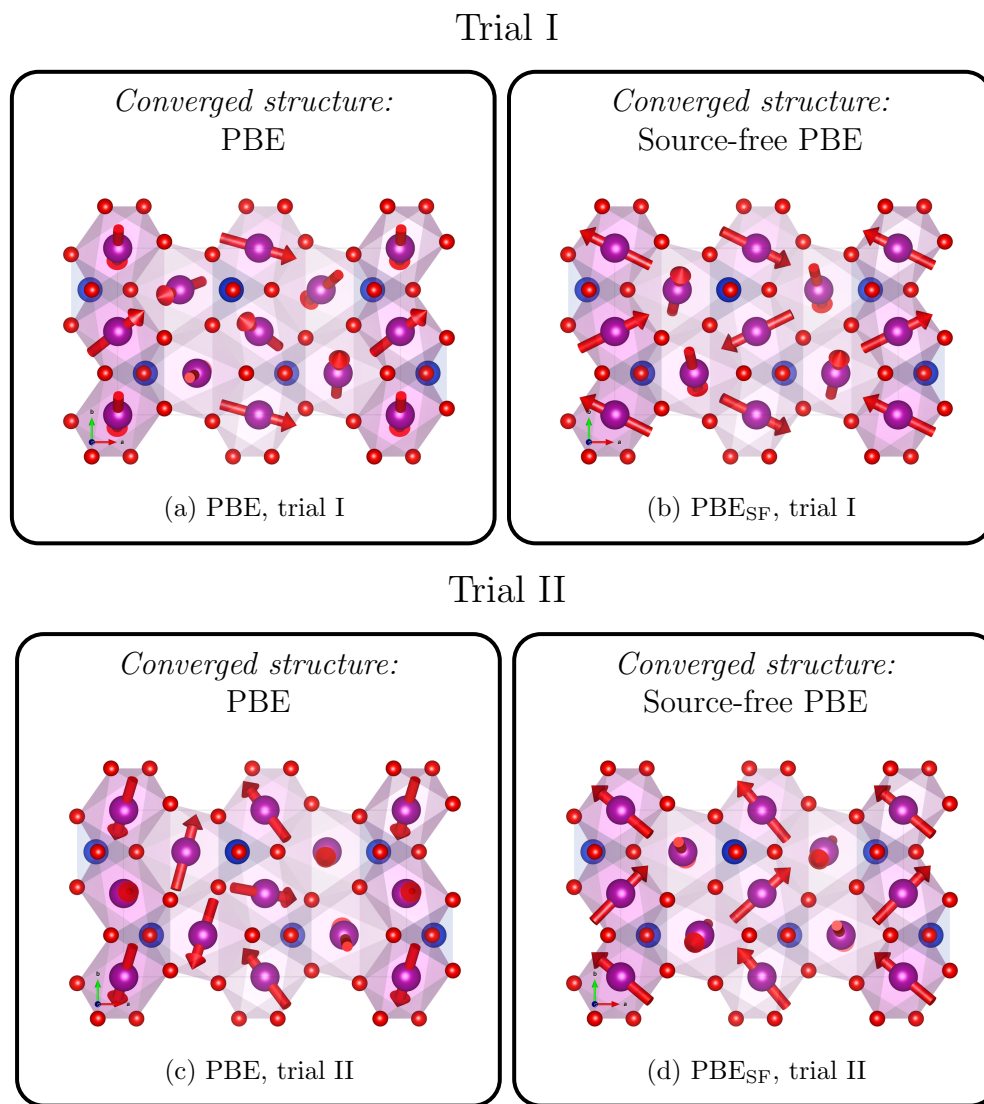 Trial I
Converged structure:
PBE
Converged structure:
Source-free PBE
b
a
b
a
(a) PBE, trial I
(b) PBE_SF, trial I
Trial II
Converged structure:
PBE
Converged structure:
Source-free PBE
b
a
b
a
(c) PBE, trial II
(d) PBE_SF, trial II